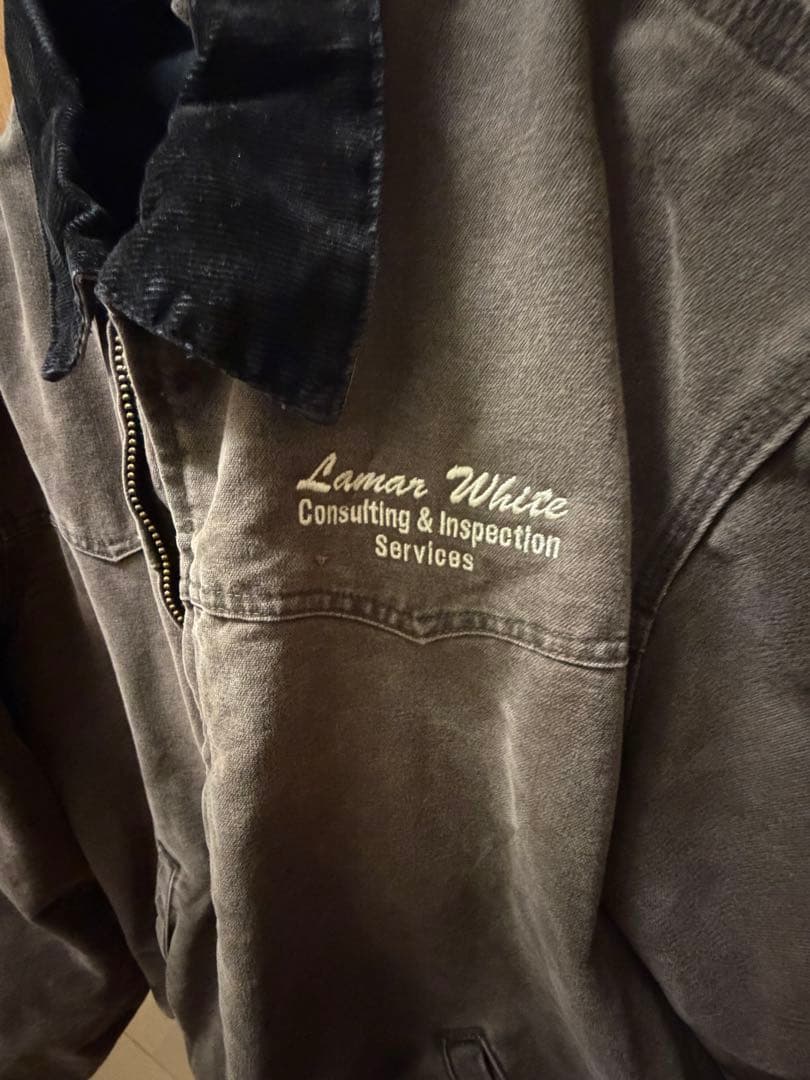 Lamar White
Consulting & Inspection
Services